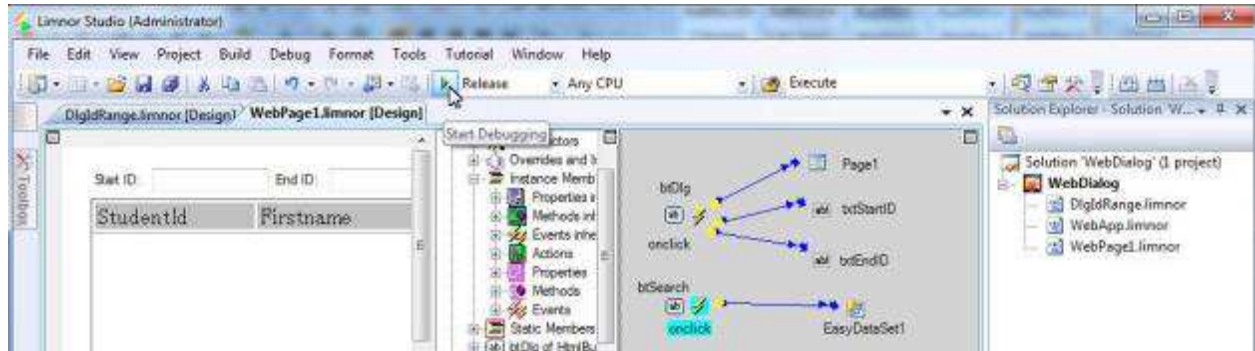 Limnor Studio (Administrator)
File Edit View Project Build Debug Format Tools Tutorial Window Help
Release Any CPU Execute
DlgIdRange.limnor [Design] WebPage1.limnor [Design]
Toolbox
Start ID: End ID:
StudentId Firstname
Start Debugging
Overrides and
Instance Memb
Properties
Methods inh
Events inhe
Actions
Properties
Methods
Events
Static Members
btDlg of HtmlBu
btDlg
onclick
Page1
txtStartID
txtEndID
btSearch
onclick
EasyDataSet1
Solution Explorer - Solution 'W...
Solution 'WebDialog' (1 project)
WebDialog
DlgIdRange.limnor
WebApp.limnor
WebPage1.limnor